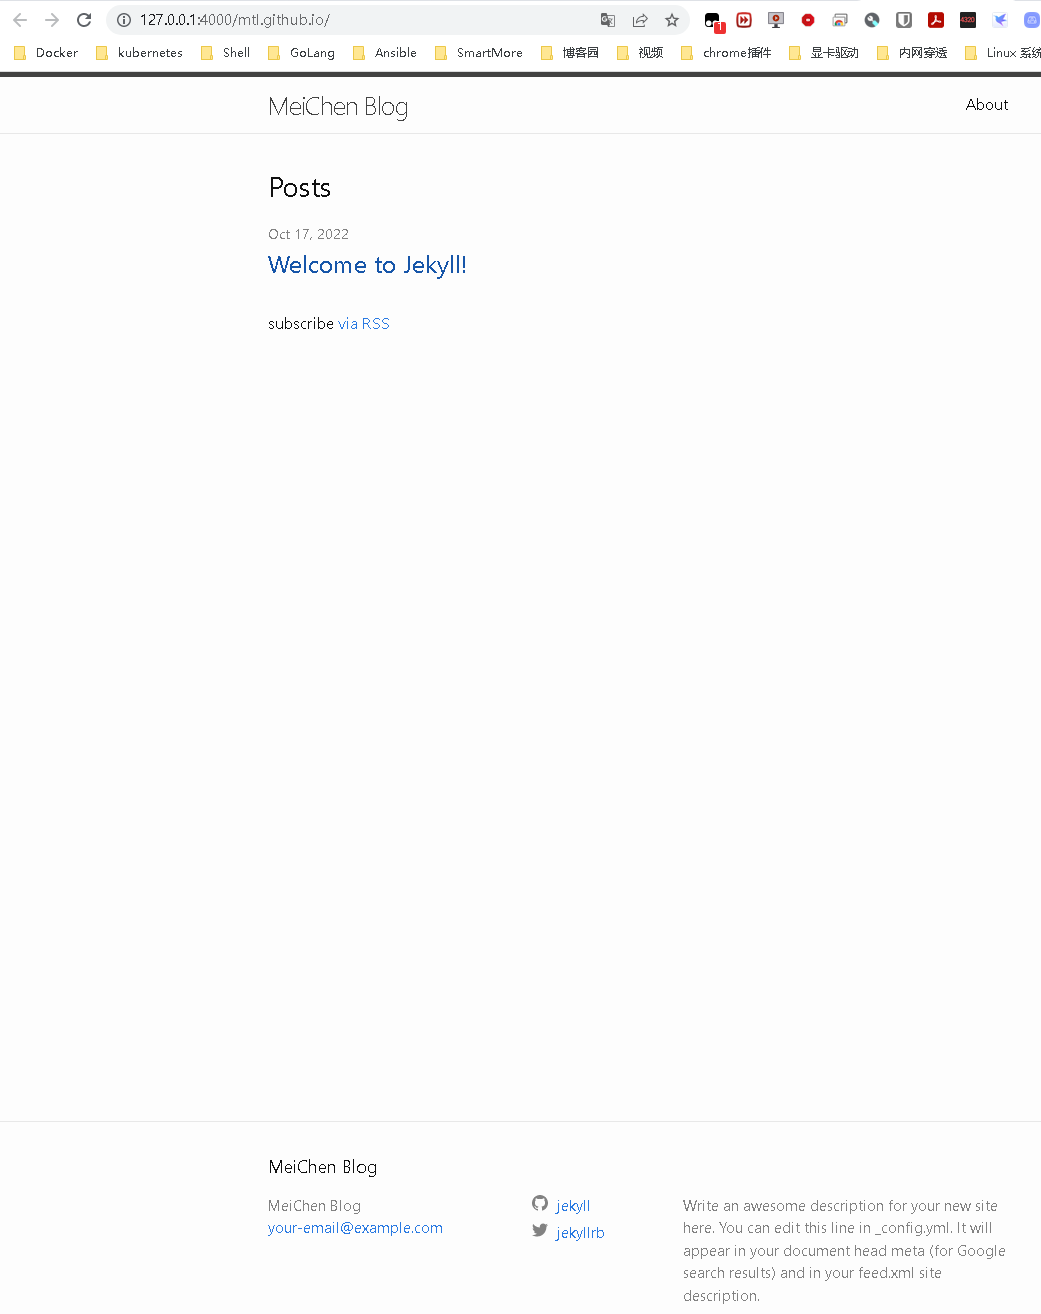 127.0.0.1:4000/mtl.github.io/
1
4320
Docker kubernetes Shell GoLang Ansible SmartMore 博客园 视频 chrome插件 显卡驱动 内网穿透 Linux 系统
MeiChen Blog About
Posts
Oct 17, 2022
Welcome to Jekyll!
subscribe via RSS
MeiChen Blog
MeiChen Blog
your-email@example.com
jekyll
jekyllrb
Write an awesome description for your new site
here. You can edit this line in _config.yml. It will
appear in your document head meta (for Google
search results) and in your feed.xml site
description.